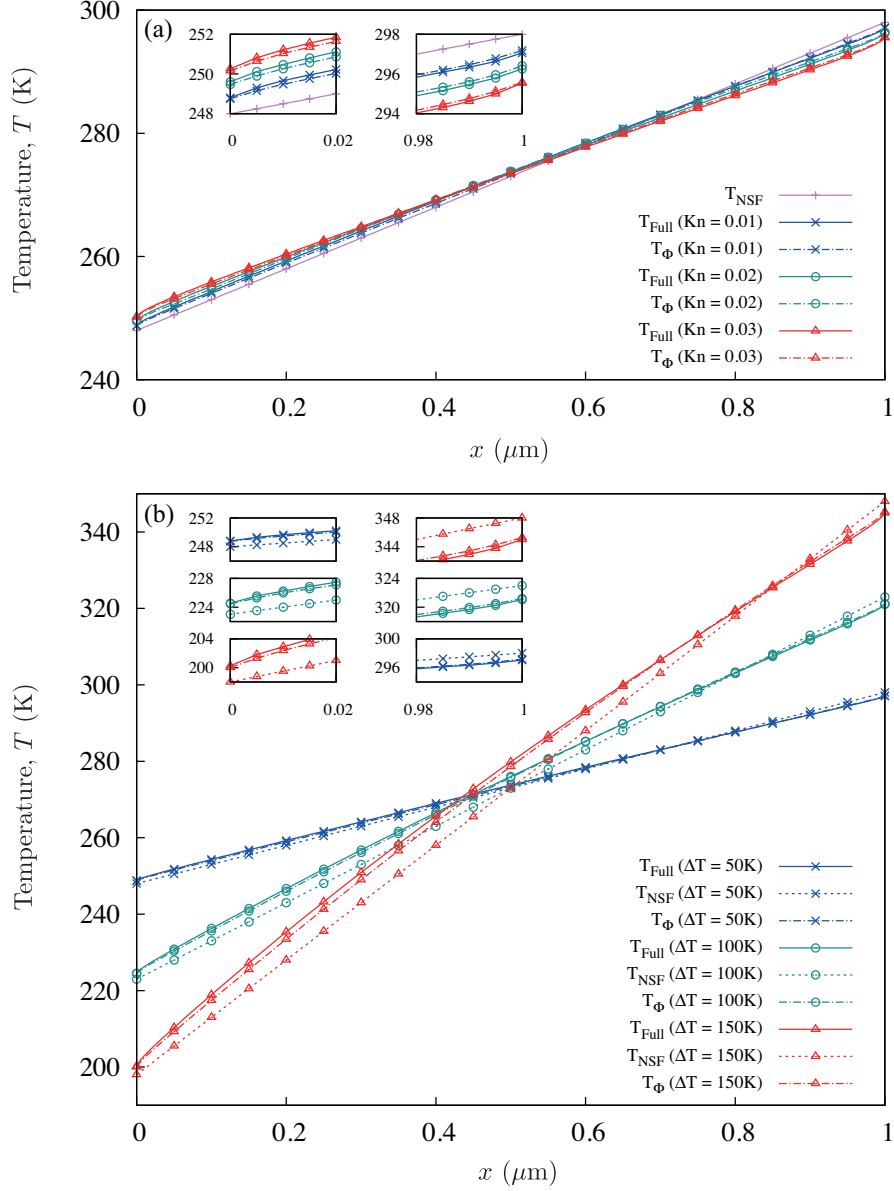 (a)
Temperature, T (K)
300
280
260
240
0
0.2
0.4
0.6
0.8
1
x (μm)
252
250
248
0
0.02
298
296
294
0.98
1
T_NSF
T_Full (Kn = 0.01)
T_Φ (Kn = 0.01)
T_Full (Kn = 0.02)
T_Φ (Kn = 0.02)
T_Full (Kn = 0.03)
T_Φ (Kn = 0.03)
(b)
Temperature, T (K)
340
320
300
280
260
240
220
200
0
0.2
0.4
0.6
0.8
1
x (μm)
252
248
228
224
204
200
0
0.02
348
344
324
320
300
296
0.98
1
T_Full (ΔT = 50K)
T_NSF (ΔT = 50K)
T_Φ (ΔT = 50K)
T_Full (ΔT = 100K)
T_NSF (ΔT = 100K)
T_Φ (ΔT = 100K)
T_Full (ΔT = 150K)
T_NSF (ΔT = 150K)
T_Φ (ΔT = 150K)